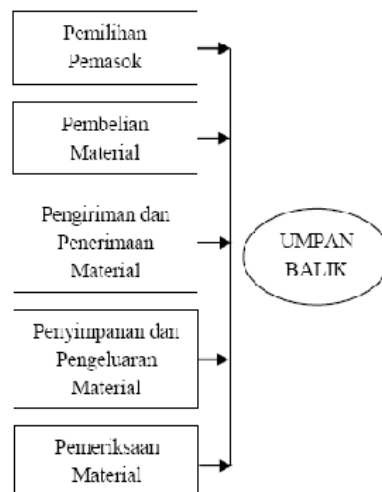 Pemilihan
Pemasok
Pembelian
Material
Pengiriman dan
Penerimaan
Material
UMPAN
BALIK
Penyimpanan dan
Pengeluaran
Material
Pemeriksaan
Material